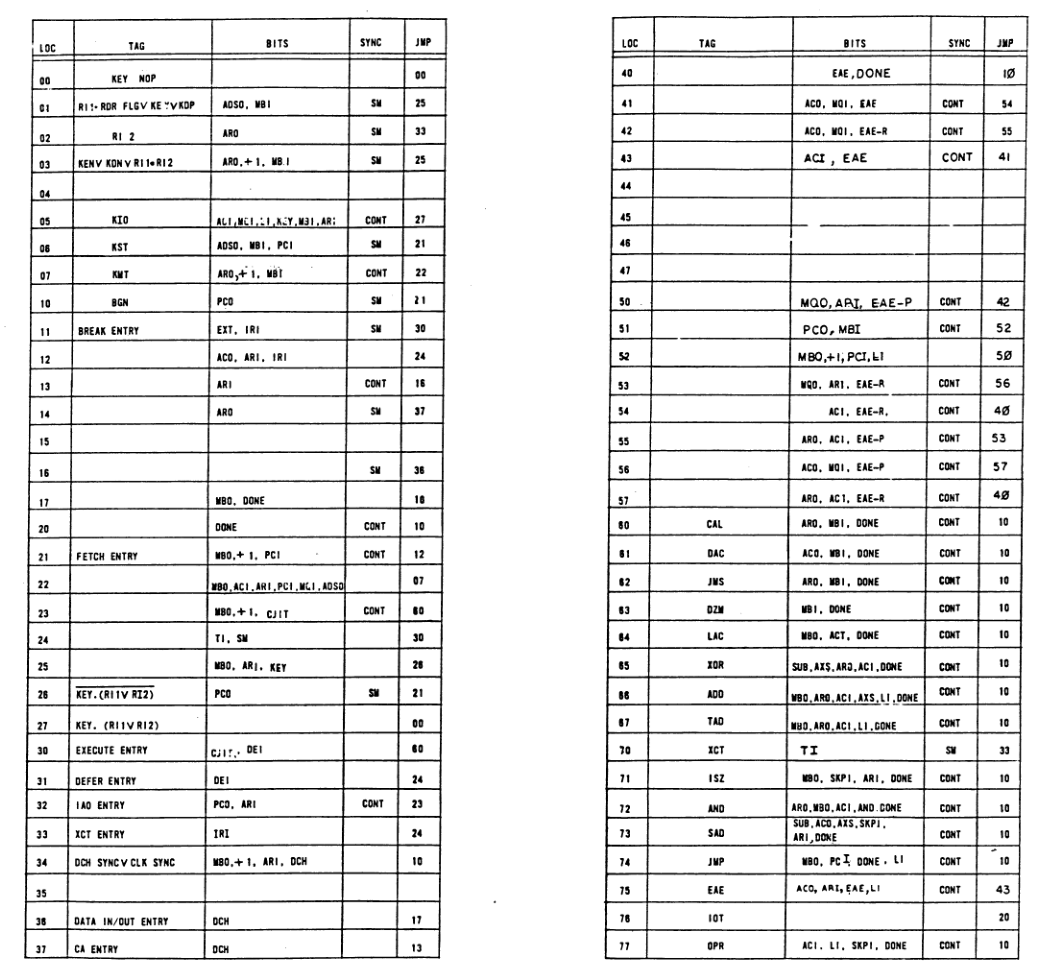 LOC TAG BITS SYNC JMP
00 KEY NOP 00
01 RI1·RDR FLGVKEYVKDP ADSO, MBI SM 25
02 RI 2 ARO SM 33
03 KENV KDNVRI1•RI2 ARO,+1, MBI SM 25
04
05 KIO ACI,MQI,LI,KEY,MBI,ARI CONT 27
06 KST ADSO, MBI, PCI SM 21
07 KMT ARO,+1, MBI CONT 22
10 BGN PCO SM 21
11 BREAK ENTRY EXT, IRI SM 30
12 ACO, ARI, IRI 24
13 ARI CONT 16
14 ARO SM 37
15
16 SM 36
17 MBO, DONE 10
20 DONE CONT 10
21 FETCH ENTRY MBO,+1, PCI CONT 12
22 MBO,ACI,ARI,PCI,MQI,ADSO 07
23 MBO,+1, CJIT CONT 60
24 TI, SM 30
25 MBO, ARI, KEY 26
26 KEY.(RI1V RI2) PCO SM 21
27 KEY. (RI1VRI2) 00
30 EXECUTE ENTRY CJIT, DEI 60
31 DEFER ENTRY DEI 24
32 IAO ENTRY PCO, ARI CONT 23
33 XCT ENTRY IRI 24
34 DCH SYNCVCLK SYNC MBO,+1, ARI, DCH 10
35
36 DATA IN/OUT ENTRY DCH 17
37 CA ENTRY DCH 13
LOC TAG BITS SYNC JMP
40 EAE,DONE 1Ø
41 ACO, MQI, EAE CONT 54
42 ACO, MQI, EAE-R CONT 55
43 ACI, EAE CONT 41
44
45
46
47
50 MQO,ARI, EAE-P CONT 42
51 PCO, MBI CONT 52
52 MBO,+1,PCI,LI 5Ø
53 MQO, ARI, EAE-R CONT 56
54 ACI, EAE-R, CONT 4Ø
55 ARO, ACI, EAE-P CONT 53
56 ACO, MQI, EAE-P CONT 57
57 ARO, ACI, EAE-R CONT 4Ø
60 CAL ARO, MBI, DONE CONT 10
61 DAC ACO, MBI, DONE CONT 10
62 JMS ARO, MBI, DONE CONT 10
63 DZM MBI, DONE CONT 10
64 LAC MBO, ACT, DONE CONT 10
65 XOR SUB,AXS,ARO,ACI,DONE CONT 10
66 ADD MBO,ARO,ACI,AXS,LI,DONE CONT 10
67 TAD MBO,ARO,ACI,LI,DONE CONT 10
70 XCT TI SM 33
71 ISZ MBO, SKPI, ARI, DONE CONT 10
72 AND ARO,MBO,ACI,AND.DONE CONT 10
73 SAD SUB,ACO,AXS,SKPI, CONT 10
ARI,DONE
74 JMP MBO, PCI, DONE, LI CONT 10
75 EAE ACO, ARI,EAE,LI CONT 43
76 IOT 20
77 OPR ACI, LI, SKPI, DONE CONT 10